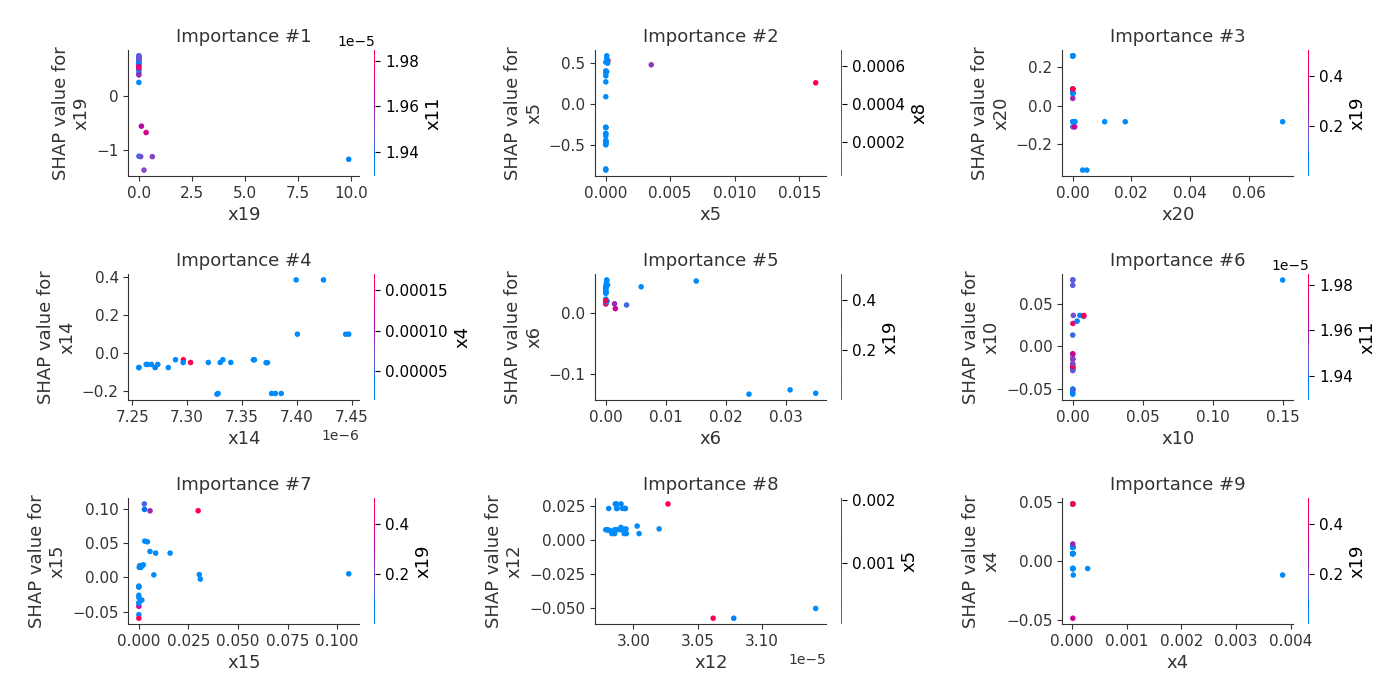 Importance #1
SHAP value for
x19
0
−1
0.0
2.5
5.0
7.5
10.0
x19
1e−5
1.98
1.96
1.94
x11
Importance #2
SHAP value for
x5
0.5
0.0
−0.5
0.000
0.005
0.010
0.015
x5
0.0006
0.0004
0.0002
x8
Importance #3
SHAP value for
x20
0.2
0.0
−0.2
0.00
0.02
0.04
0.06
x20
0.4
0.2
x19
Importance #4
SHAP value for
x14
0.4
0.2
0.0
−0.2
7.25
7.30
7.35
7.40
7.45
1e−6
x14
0.00015
0.00010
0.00005
x4
Importance #5
SHAP value for
x6
0.0
−0.1
0.00
0.01
0.02
0.03
x6
0.4
0.2
x19
Importance #6
SHAP value for
x10
0.05
0.00
−0.05
0.00
0.05
0.10
0.15
x10
1e−5
1.98
1.96
1.94
x11
Importance #7
SHAP value for
x15
0.10
0.05
0.00
−0.05
0.000
0.025
0.050
0.075
0.100
x15
0.4
0.2
x19
Importance #8
SHAP value for
x12
0.025
0.000
−0.025
−0.050
3.00
3.05
3.10
1e−5
x12
0.002
0.001
x5
Importance #9
SHAP value for
x4
0.05
0.00
−0.05
0.000
0.001
0.002
0.003
0.004
x4
0.4
0.2
x19